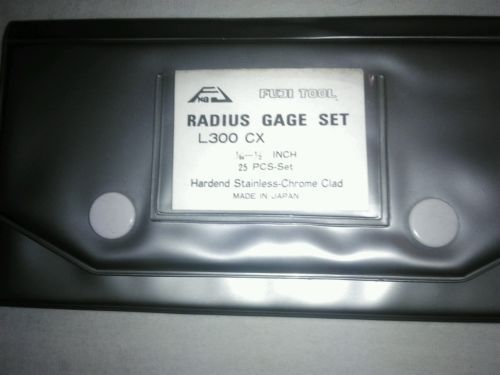 FUJI TOOL
RADIUS GAGE SET
L300 CX
1/64—1/2 INCH
25 PCS-Set
Hardend Stainless-Chrome Clad
MADE IN JAPAN